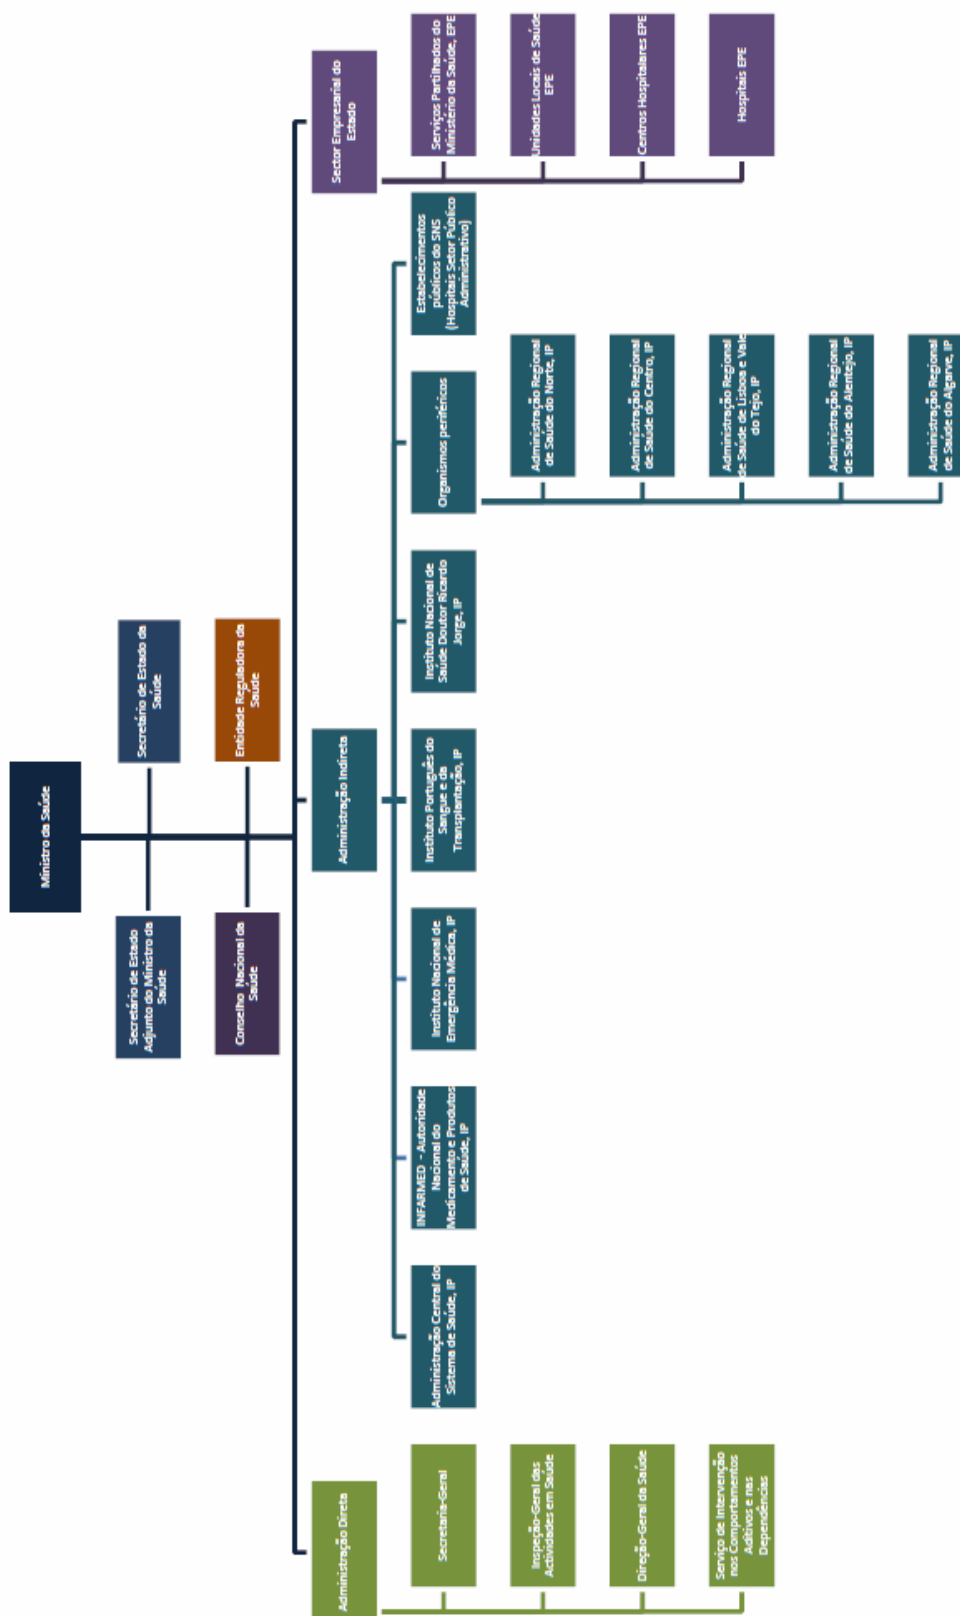 Ministro da Saúde
Secretário de Estado
Adjunto do Ministro da
Saúde
Secretário de Estado da
Saúde
Conselho Nacional da
Saúde
Entidade Reguladora da
Saúde
Administração Direta
Secretaria-Geral
Inspeção-Geral das
Actividades em Saúde
Direção-Geral da Saúde
Serviço de Intervenção
nos Comportamentos
Aditivos e nas
Dependências
Administração Indireta
Administração Central do
Sistema de Saúde, IP
INFARMED - Autoridade
Nacional do
Medicamento e Produtos
de Saúde, IP
Instituto Nacional de
Emergência Médica, IP
Instituto Português do
Sangue e da
Transplantação, IP
Instituto Nacional de
Saúde Doutor Ricardo
Jorge, IP
Organismos periféricos
Administração Regional
de Saúde do Norte, IP
Administração Regional
de Saúde do Centro, IP
Administração Regional
de Saúde de Lisboa e Vale
do Tejo, IP
Administração Regional
de Saúde do Alentejo, IP
Administração Regional
de Saúde do Algarve, IP
Estabelecimentos
públicos do SNS
(Hospitais Setor Público
Administrativo)
Sector Empresarial do
Estado
Serviços Partilhados do
Ministério da Saúde, EPE
Unidades Locais de Saúde
EPE
Centros Hospitalares EPE
Hospitais EPE